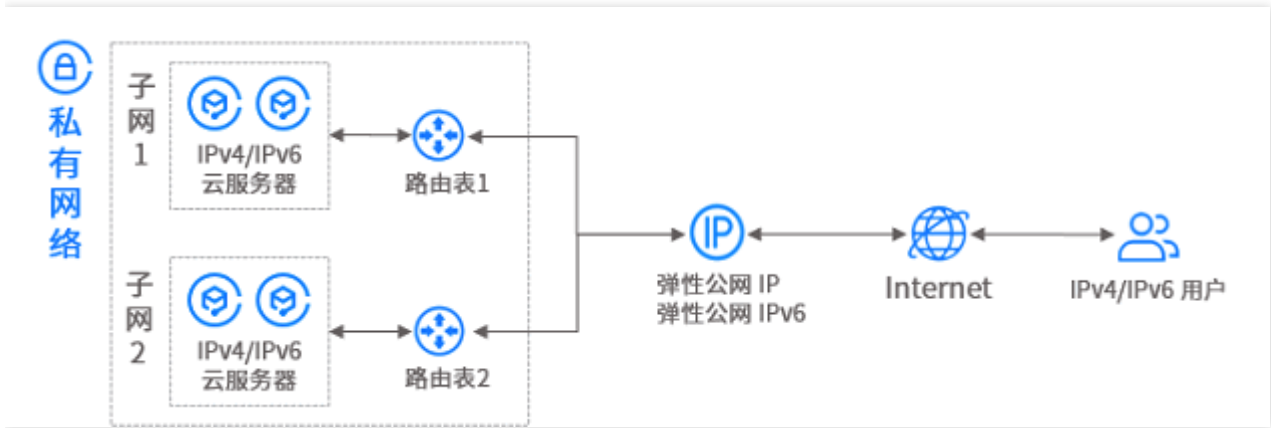 私有网络
子网1
IPv4/IPv6
云服务器
路由表1
子网2
IPv4/IPv6
云服务器
路由表2
IP
弹性公网 IP
弹性公网 IPv6
Internet
IPv4/IPv6 用户